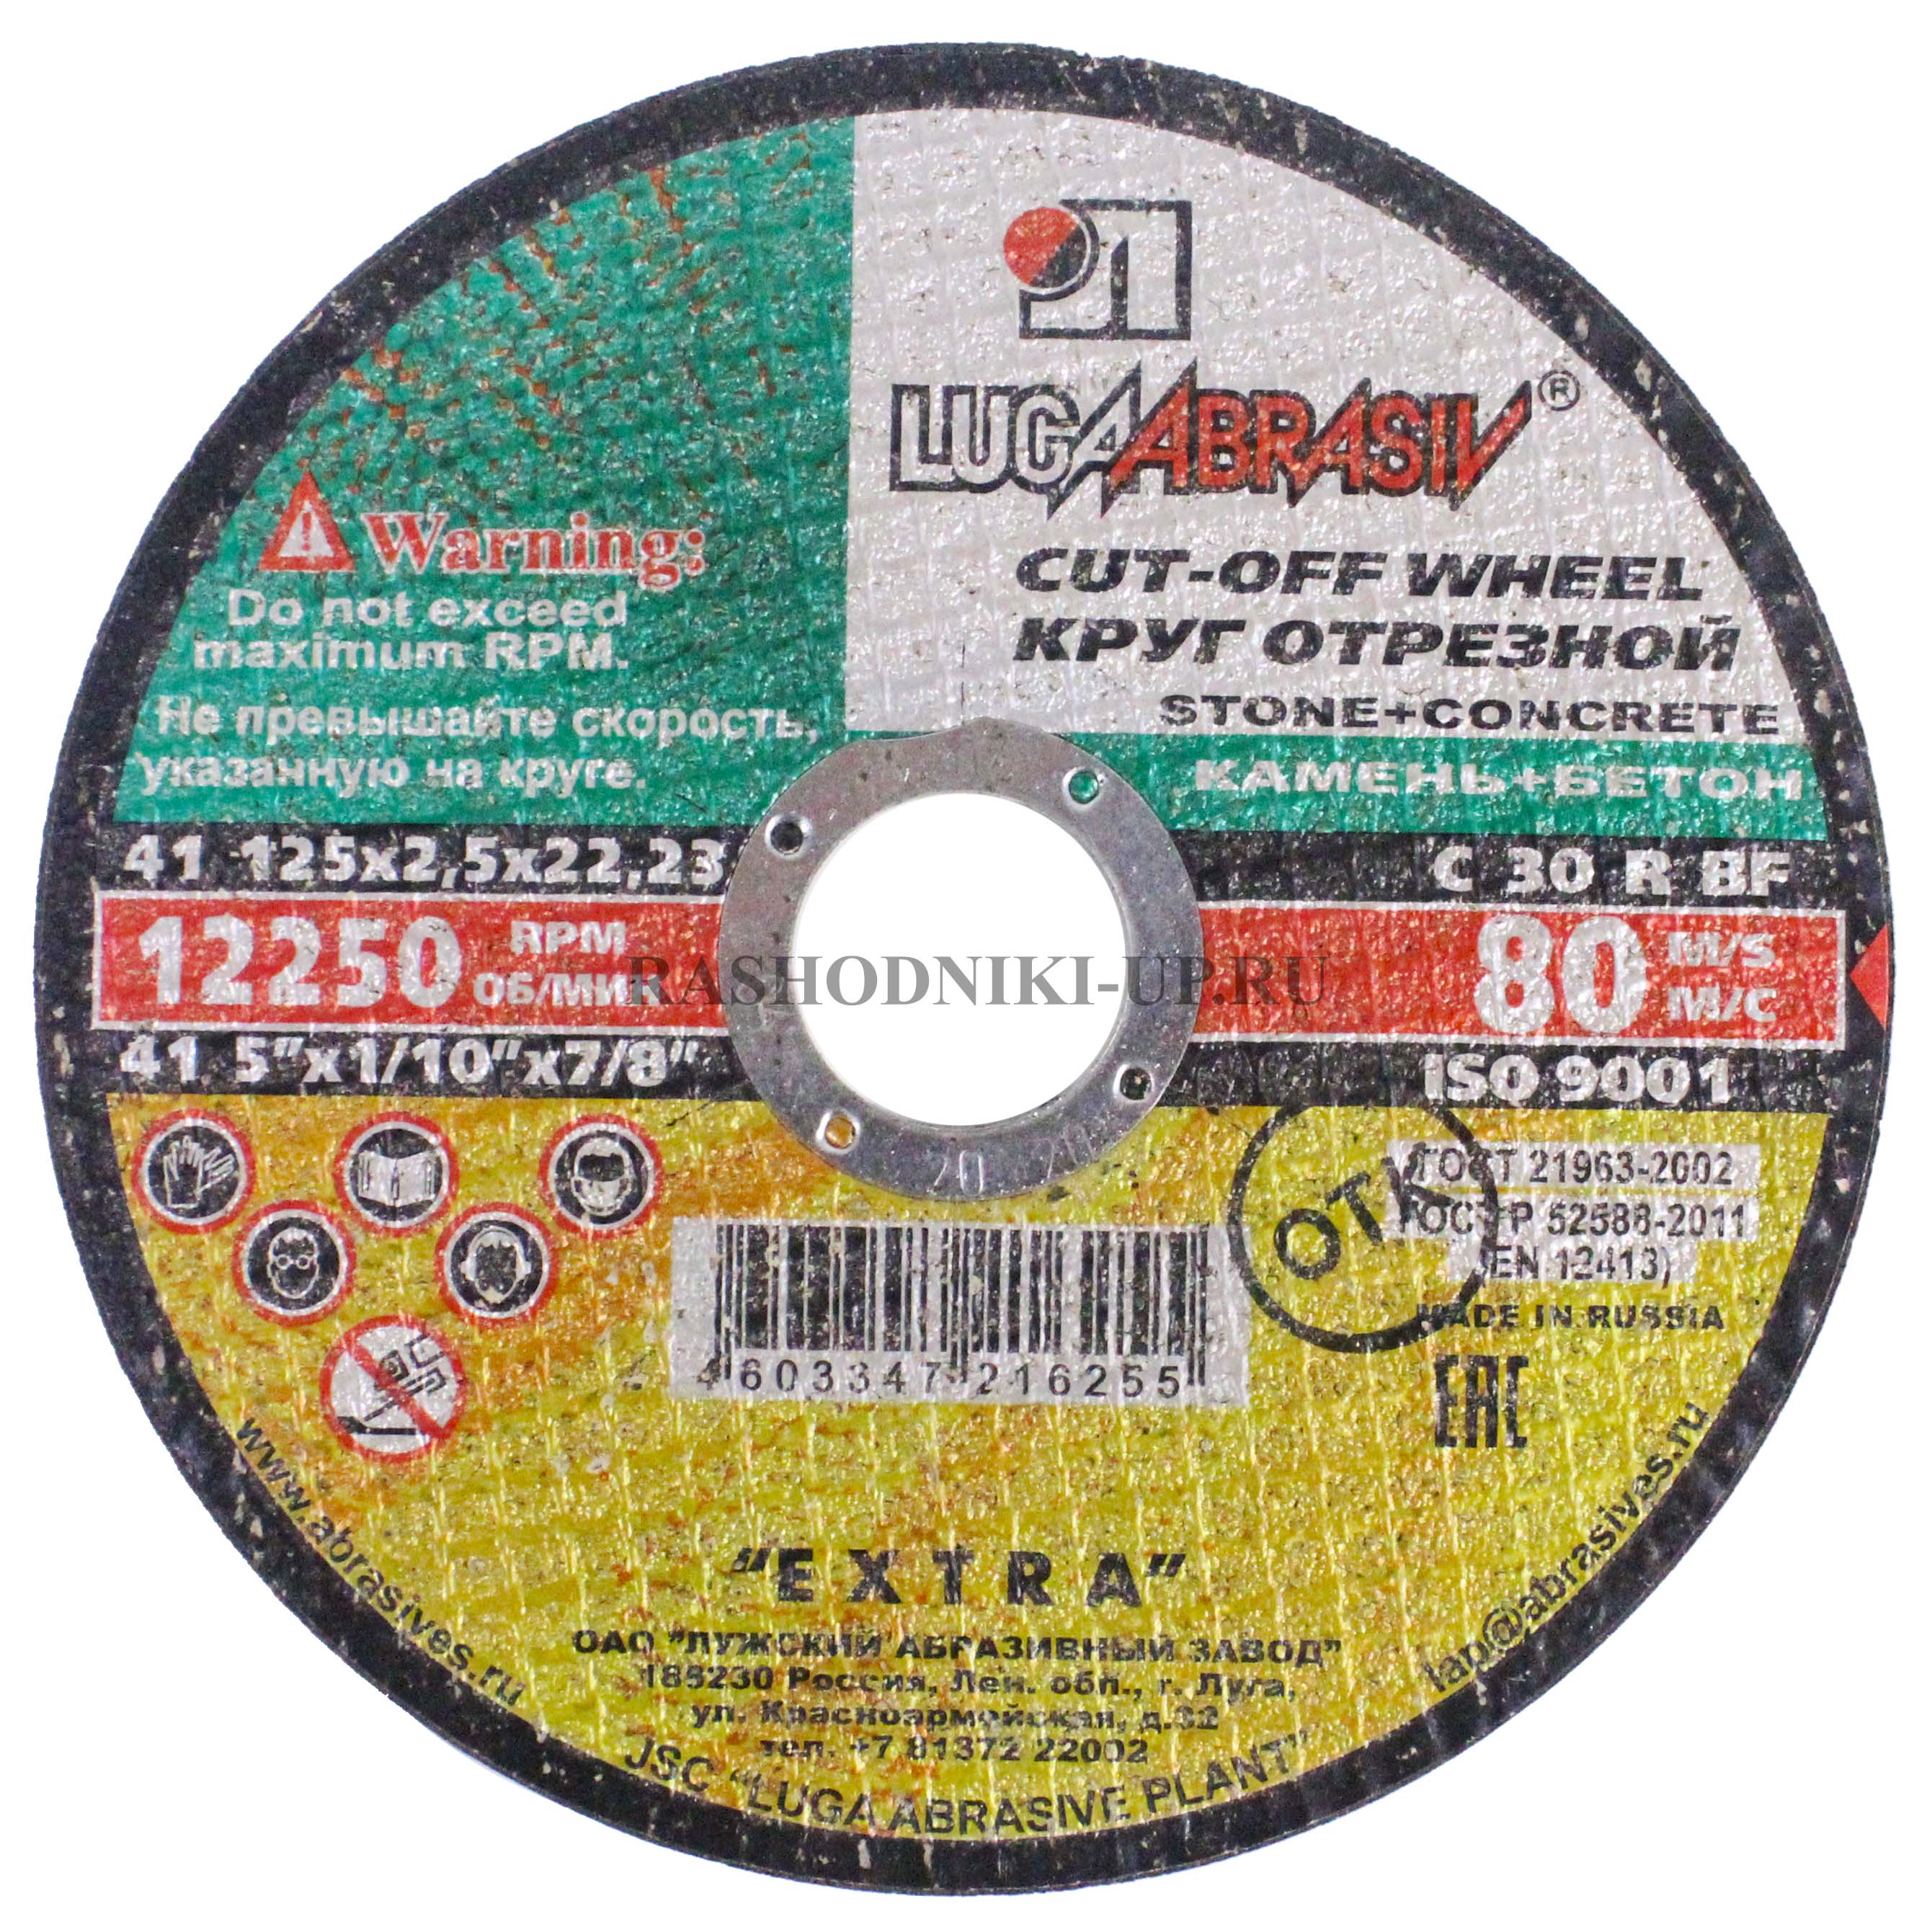 LUGAABRASIV®
CUT-OFF WHEEL
КРУГ ОТРЕЗНОЙ
STONE+CONCRETE
КАМЕНЬ+БЕТОН
Warning:
Do not exceed
maximum RPM.
Не превышайте скорость,
указанную на круге.
41 125x2,5x22,23
C 30 R BF
12250 RPM
ОБ/МИН
80 M/S
М/С
RASHODNIKI-UP.RU
41 5"x1/10"x7/8"
ISO 9001
ОТК
ГОСТ 21963-2002
ГОСТ Р 52588-2011
(EN 12413)
MADE IN RUSSIA
EAC
4 603347 216255
www.abrasives.ru
lap@abrasives.ru
"EXTRA"
ОАО "ЛУЖСКИЙ АБРАЗИВНЫЙ ЗАВОД"
188230 Россия, Лен. обл., г. Луга,
ул. Красноармейская, д.32
тел. +7 81372 22002
JSC "LUGA ABRASIVE PLANT"